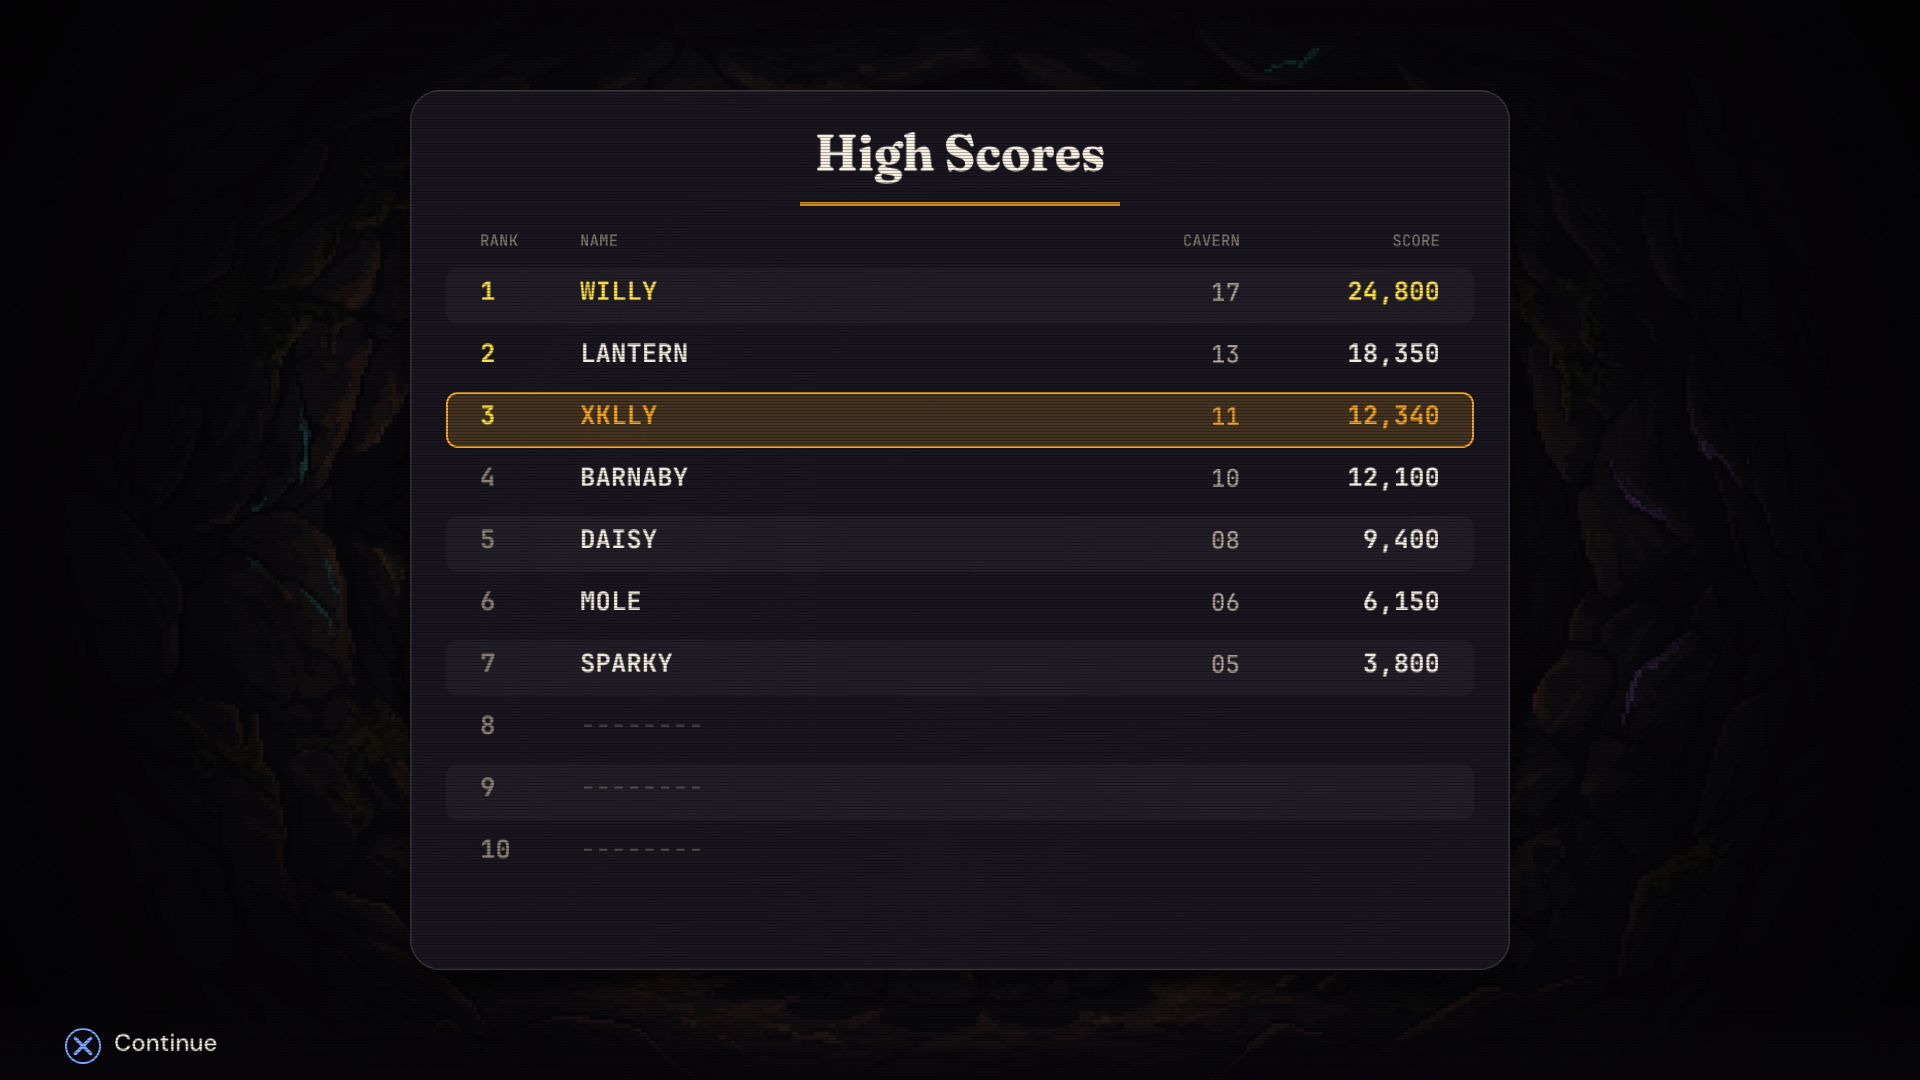 High Scores
RANK NAME CAVERN SCORE
1 WILLY 17 24,800
2 LANTERN 13 18,350
3 XKLLY 11 12,340
4 BARNABY 10 12,100
5 DAISY 08 9,400
6 MOLE 06 6,150
7 SPARKY 05 3,800
8 --------
9 --------
10 --------
Continue